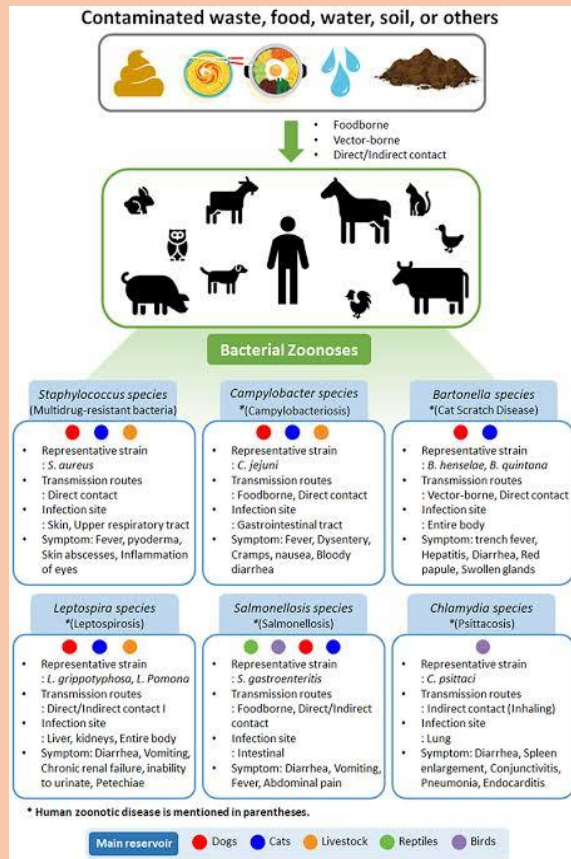 Contaminated waste, food, water, soil, or others
• Foodborne
• Vector-borne
• Direct/Indirect contact
Bacterial Zoonoses
Staphylococcus species
(Multidrug-resistant bacteria)
• Representative strain
: S. aureus
• Transmission routes
: Direct contact
• Infection site
: Skin, Upper respiratory tract
• Symptom: Fever, pyoderma,
Skin abscesses, Inflammation
of eyes
Campylobacter species
*(Campylobacteriosis)
• Representative strain
: C. jejuni
• Transmission routes
: Foodborne, Direct contact
• Infection site
: Gastrointestinal tract
• Symptom: Fever, Dysentery,
Cramps, nausea, Bloody
diarrhea
Bartonella species
*(Cat Scratch Disease)
• Representative strain
: B. henselae, B. quintana
• Transmission routes
: Vector-borne, Direct contact
• Infection site
: Entire body
• Symptom: trench fever,
Hepatitis, Diarrhea, Red
papule, Swollen glands
Leptospira species
*(Leptospirosis)
• Representative strain
: L. grippotyphosa, L. Pomona
• Transmission routes
: Direct/Indirect contact I
• Infection site
: Liver, kidneys, Entire body
• Symptom: Diarrhea, Vomiting,
Chronic renal failure, inability
to urinate, Petechiae
Salmonellosis species
*(Salmonellosis)
• Representative strain
: S. gastroenteritis
• Transmission routes
: Foodborne, Direct/Indirect
contact
• Infection site
: Intestinal
• Symptom: Diarrhea, Vomiting,
Fever, Abdominal pain
Chlamydia species
*(Psittacosis)
• Representative strain
: C. psittaci
• Transmission routes
: Indirect contact (Inhaling)
• Infection site
: Lung
• Symptom: Diarrhea, Spleen
enlargement, Conjunctivitis,
Pneumonia, Endocarditis
* Human zoonotic disease is mentioned in parentheses.
Main reservoir Dogs Cats Livestock Reptiles Birds